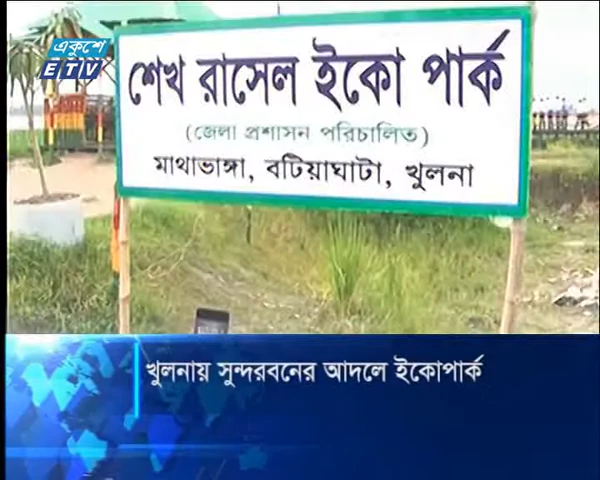 একুশে
ETV
শেখ রাসেল ইকো পার্ক
(জেলা প্রশাসন পরিচালিত)
মাথাভাঙ্গা, বটিয়াঘাটা, খুলনা
খুলনায় সুন্দরবনের আদলে ইকোপার্ক